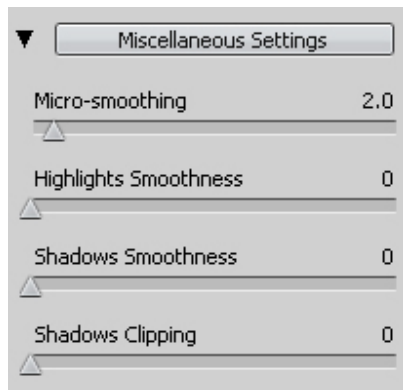 Miscellaneous Settings
Micro-smoothing 2.0
Highlights Smoothness 0
Shadows Smoothness 0
Shadows Clipping 0